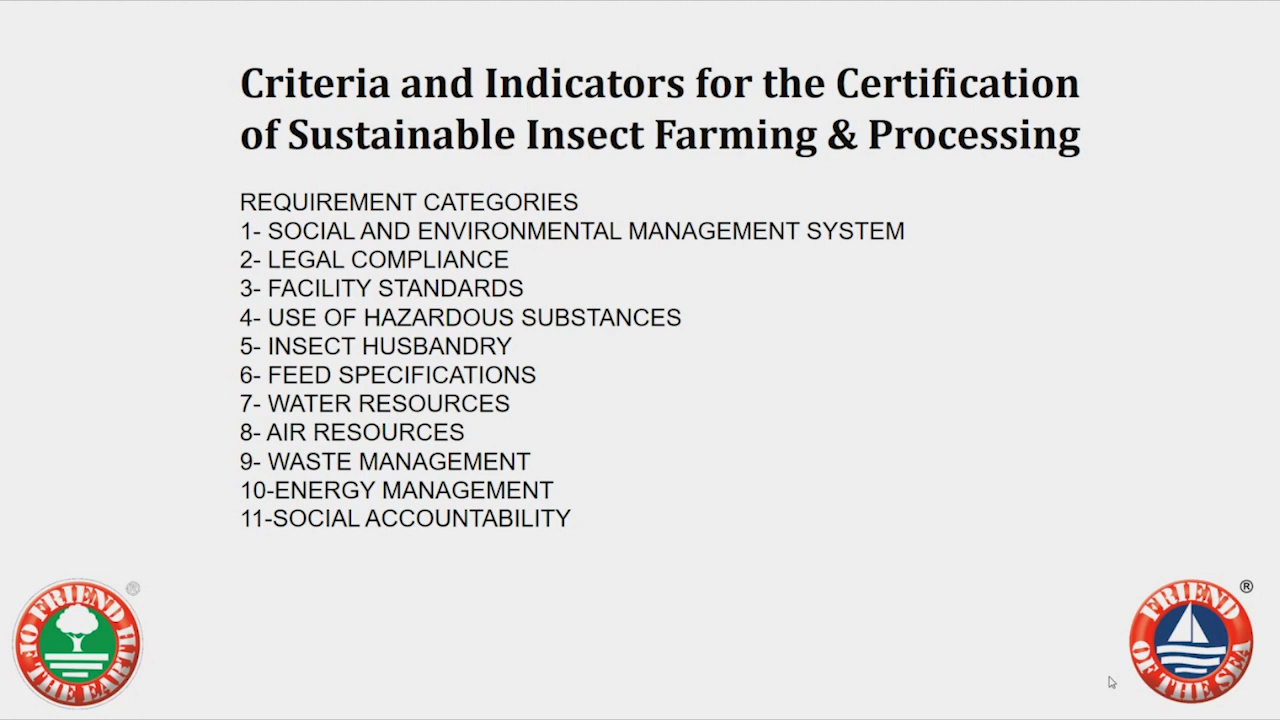 Criteria and Indicators for the Certification
of Sustainable Insect Farming & Processing
REQUIREMENT CATEGORIES
1- SOCIAL AND ENVIRONMENTAL MANAGEMENT SYSTEM
2- LEGAL COMPLIANCE
3- FACILITY STANDARDS
4- USE OF HAZARDOUS SUBSTANCES
5- INSECT HUSBANDRY
6- FEED SPECIFICATIONS
7- WATER RESOURCES
8- AIR RESOURCES
9- WASTE MANAGEMENT
10-ENERGY MANAGEMENT
11-SOCIAL ACCOUNTABILITY
FRIEND
OF THE EARTH
®
FRIEND
OF THE SEA
®